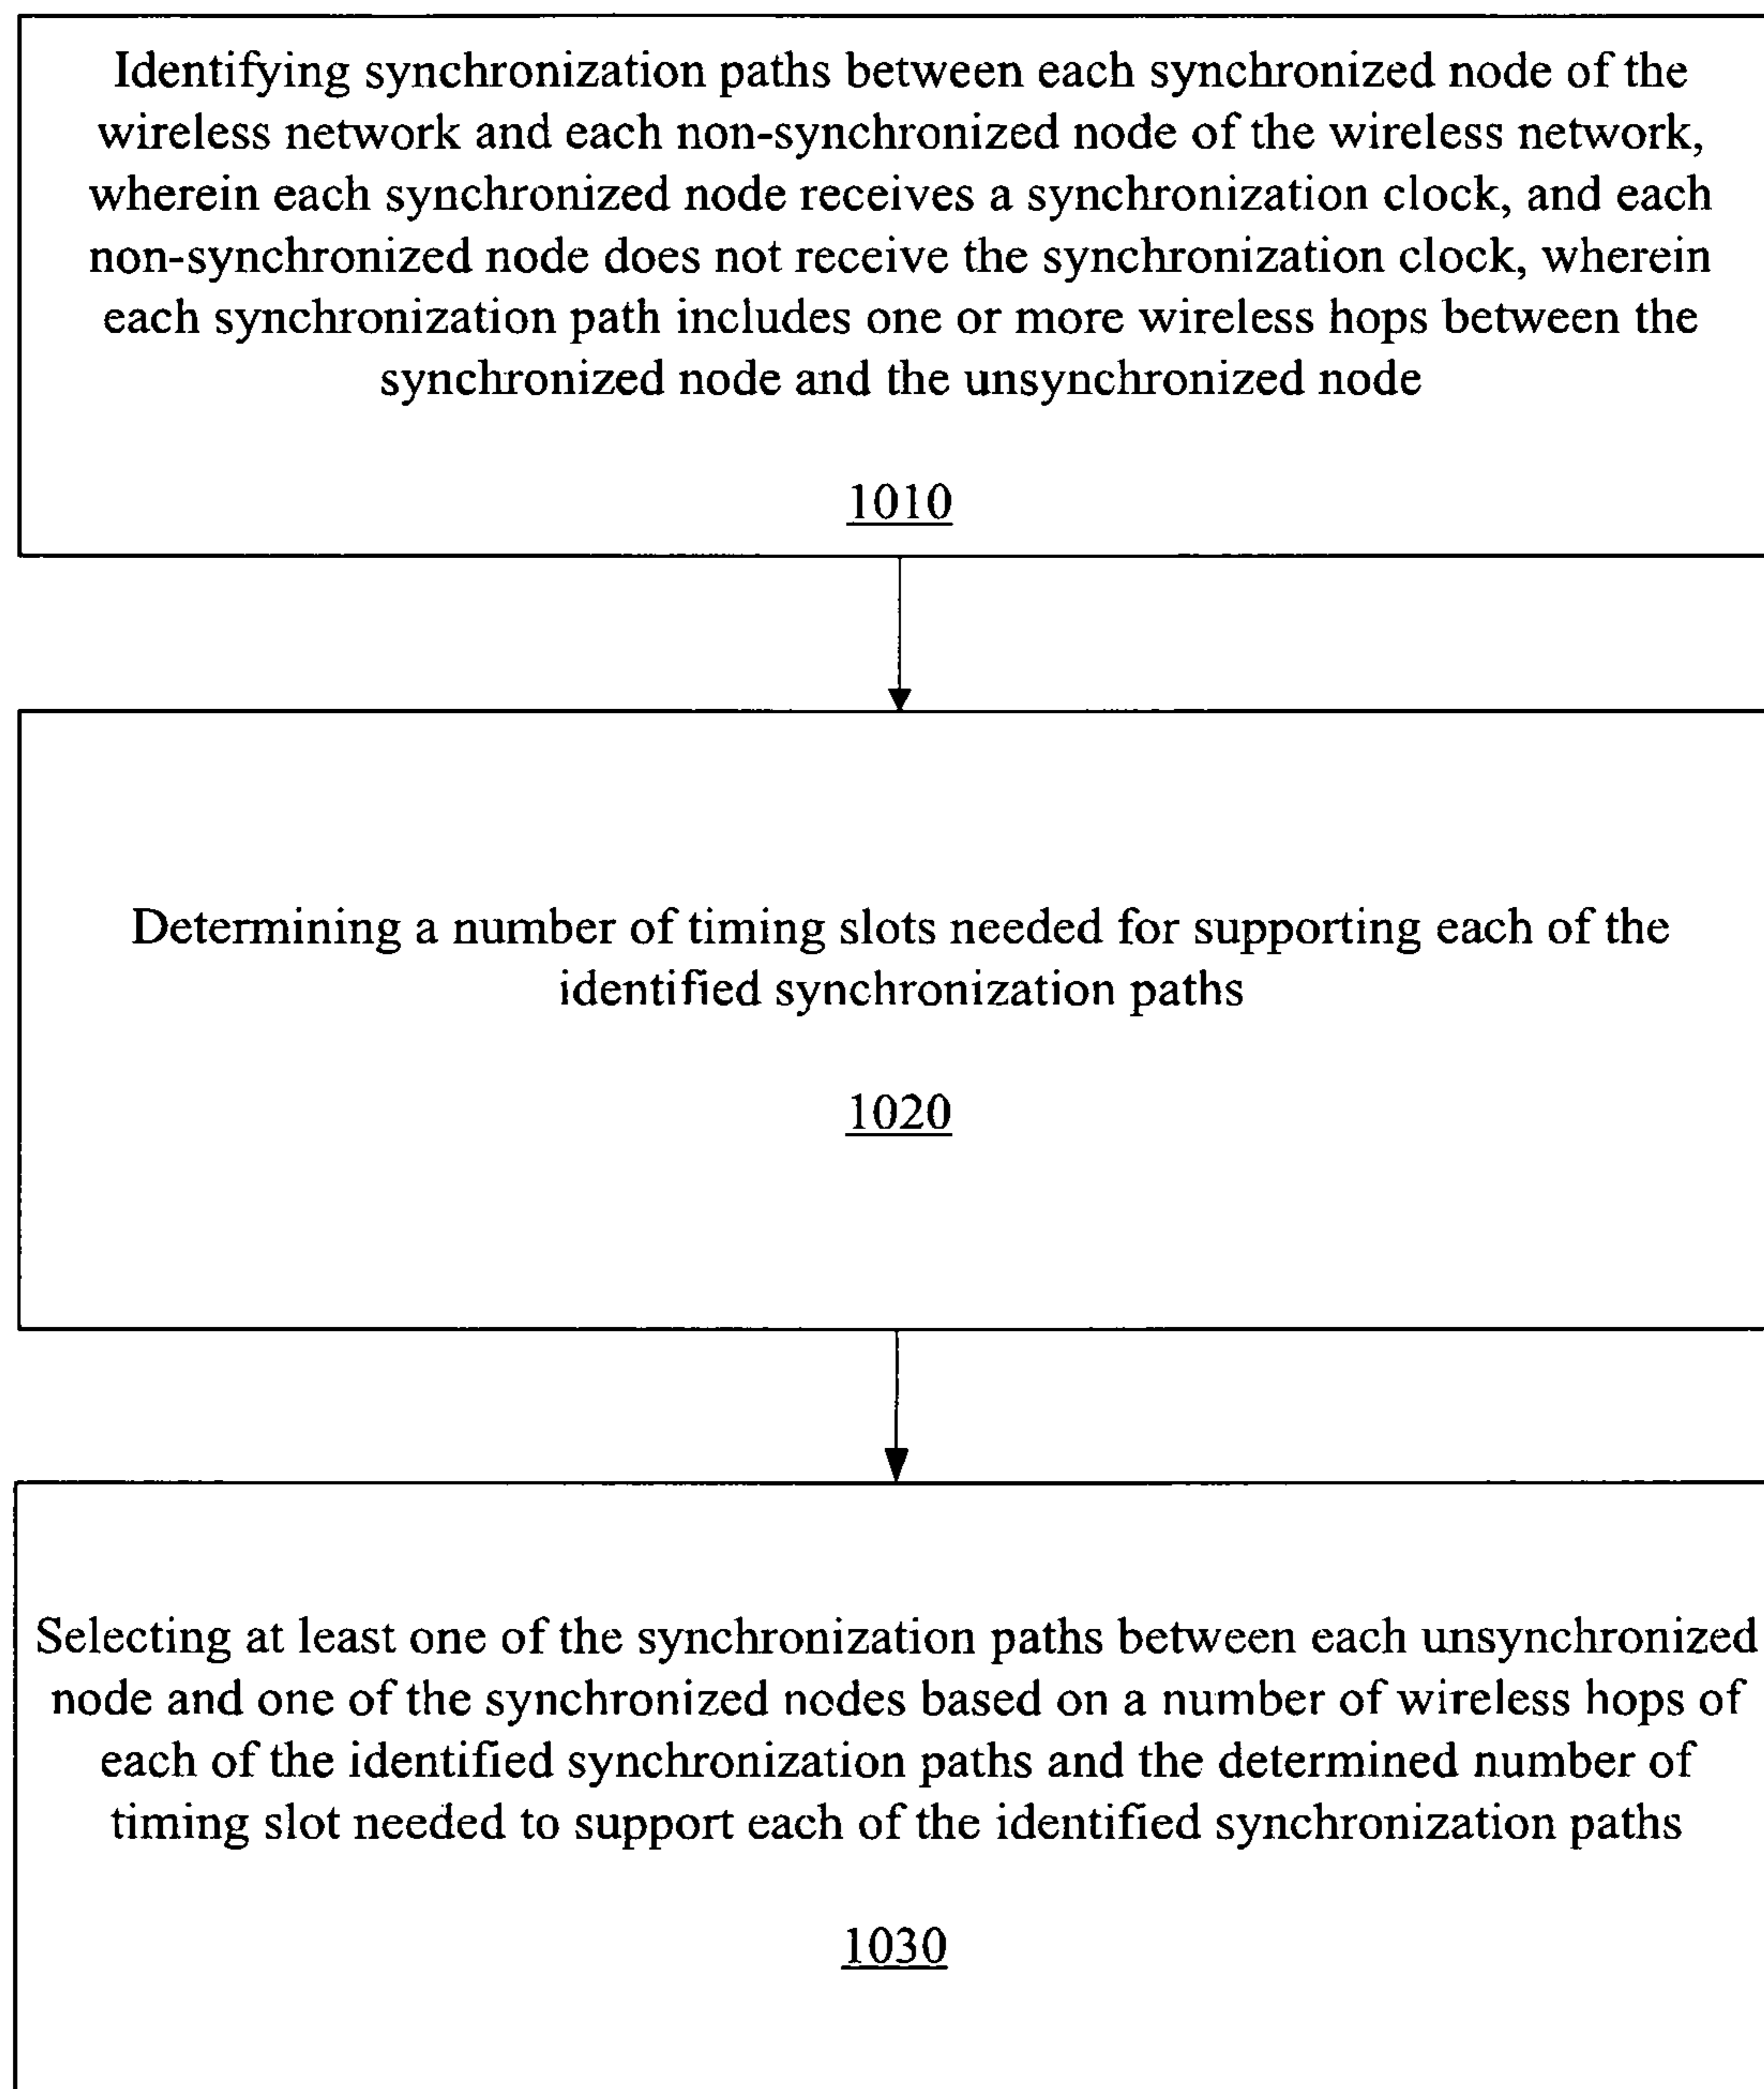 Identifying synchronization paths between each synchronized node of the
wireless network and each non-synchronized node of the wireless network,
wherein each synchronized node receives a synchronization clock, and each
non-synchronized node does not receive the synchronization clock, wherein
each synchronization path includes one or more wireless hops between the
synchronized node and the unsynchronized node
1010
Determining a number of timing slots needed for supporting each of the
identified synchronization paths
1020
Selecting at least one of the synchronization paths between each unsynchronized
node and one of the synchronized nodes based on a number of wireless hops of
each of the identified synchronization paths and the determined number of
timing slot needed to support each of the identified synchronization paths
1030